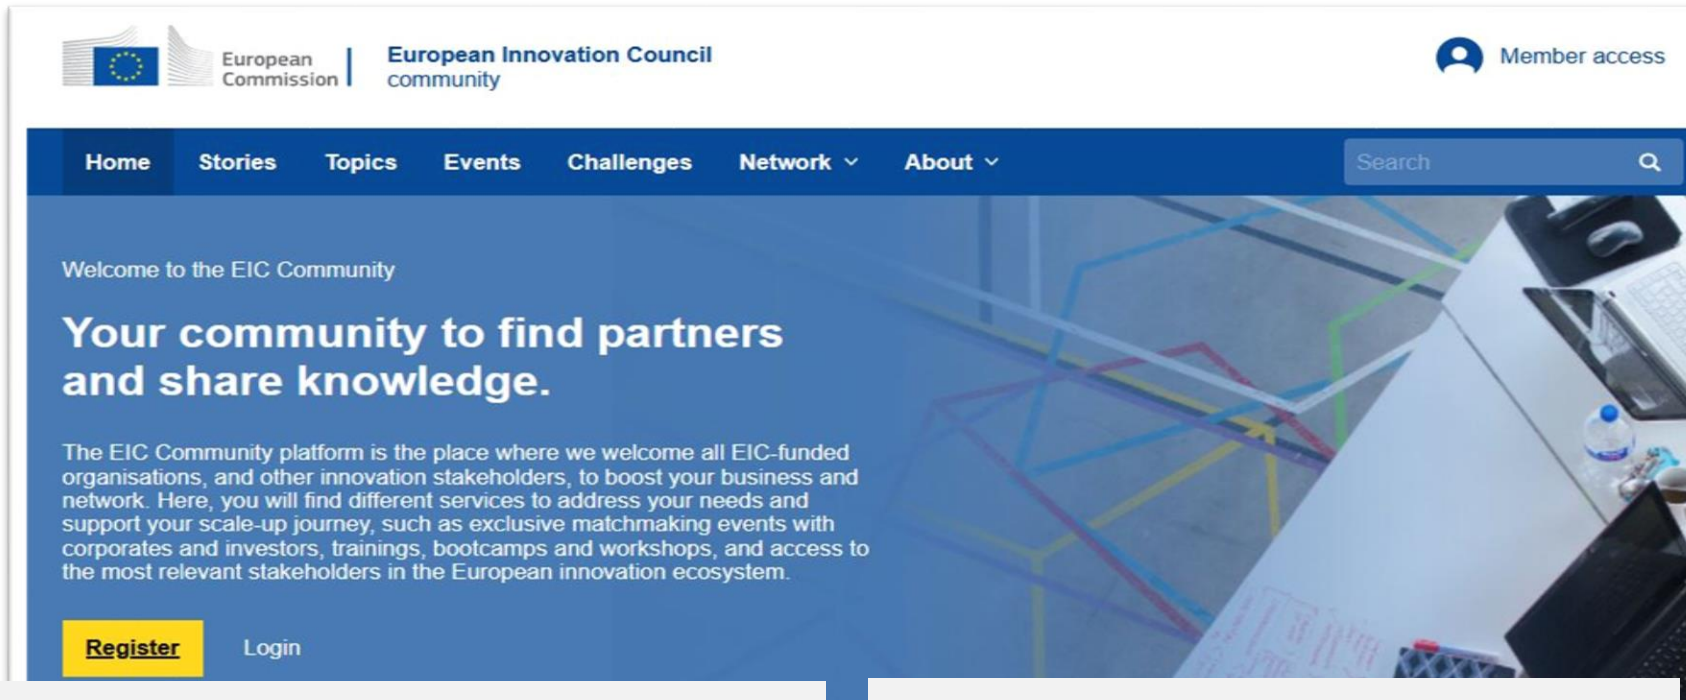 European
Commission
European Innovation Council
community
Member access
Home Stories Topics Events Challenges Network About
Search
Welcome to the EIC Community
Your community to find partners
and share knowledge.
The EIC Community platform is the place where we welcome all EIC-funded
organisations, and other innovation stakeholders, to boost your business and
network. Here, you will find different services to address your needs and
support your scale-up journey, such as exclusive matchmaking events with
corporates and investors, trainings, bootcamps and workshops, and access to
the most relevant stakeholders in the European innovation ecosystem.
Register Login